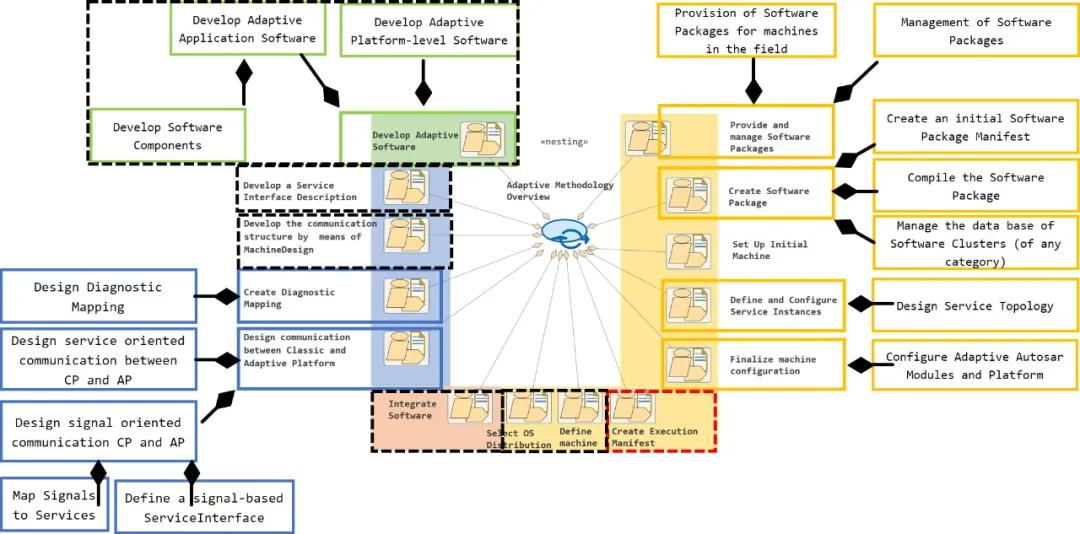 Develop Adaptive
Application Software
Develop Adaptive
Platform-level Software
Provision of Software
Packages for machines
in the field
Management of Software
Packages
Develop Software
Components
Develop Adaptive
Software
«nesting»
Provide and
manage Software
Packages
Create an initial Software
Package Manifest
Develop a Service
Interface Description
Adaptive Methodology
Overview
Create Software
Package
Compile the Software
Package
Develop the communication
structure by means of
MachineDesign
Set Up Initial
Machine
Manage the data base of
Software Clusters (of any
category)
Design Diagnostic
Mapping
Create Diagnostic
Mapping
Define and Configure
Service Instances
Design Service Topology
Design service oriented
communication between
CP and AP
Design communication
between Classic and
Adaptive Platform
Finalize machine
configuration
Configure Adaptive Autosar
Modules and Platform
Design signal oriented
communication CP and AP
Integrate
Software
Select OS
Distribution
Define
machine
Create Execution
Manifest
Map Signals
to Services
Define a signal-based
ServiceInterface